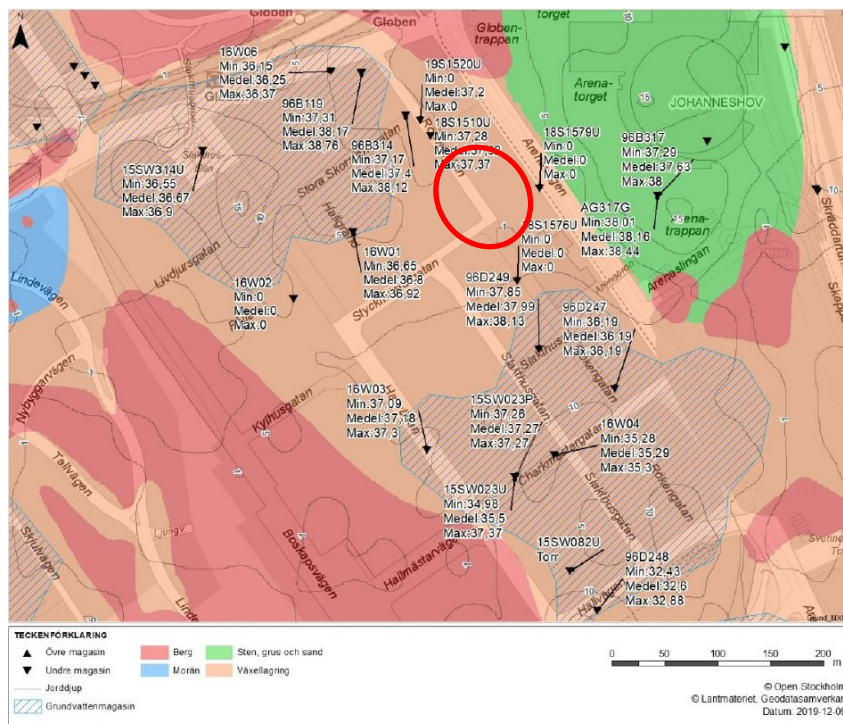 Globen
Globen
Globen-
trappan
Arena-
torget
Arena-
torget
JOHANNESHOV
16W06
Min:36,15
Medel:36,25
Max:36,37
96B119
Min:37,31
Medel:38,17
Max:38,76
19S1520U
Min:0
Medel:37,2
Max:0
18S1510U
Min:37,28
Max:37,37
96B314
Min:37,17
Medel:37,4
Max:38,12
18S1579U
Min:0
Medel:0
Max:0
96B317
Min:37,29
Medel:37,63
Max:38
15SW314U
Min:36,55
Medel:36,67
Max:36,9
AG317G
Min:38,01
Medel:38,16
Max:38,44
Arena-
trappan
Arenaslingan
Arenavägen
Stora
Livdjursgatan
Lindevägen
16W01
Min:36,65
Medel:36,8
Max:36,92
18S1576U
Min:0
Medel:0
Max:0
16W02
Min:0
Medel:0
Max:0
96D249
Min:37,85
Medel:37,99
Max:38,13
96D247
Min:36,19
Medel:36,19
Max:36,19
Nybyggarvägen
Kylhusgatan
Tallvägen
16W03
Min:37,09
Medel:37,18
Max:37,3
15SW023P
Min:37,26
Medel:37,27
Max:37,27
16W04
Min:35,28
Medel:35,29
Max:35,3
Charkmästargatan
Rökerigatan
Slakthusgatan
15SW023U
Min:34,98
Medel:35,5
Max:37,37
Skulvägen
Boskapsvägen
Hallmästarvägen
15SW082U
Torr
96D248
Min:32,43
Medel:32,6
Max:32,88
Hallvägen
TECKENFÖRKLARING
Övre magasin
Undre magasin
Jorddjup
Grundvattenmagasin
Berg
Morän
Sten, grus och sand
Växellagring
0 50 100 150 200
m
© Open Stockholm
© Lantmäteriet, Geodatasamverkan
Datum: 2019-12-09